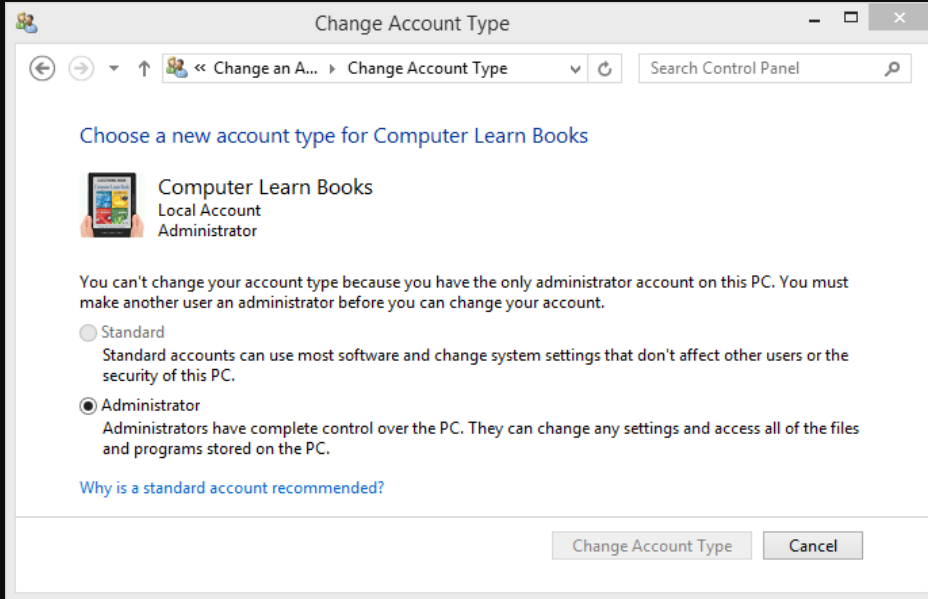 Change Account Type
« Change an A... Change Account Type Search Control Panel
Choose a new account type for Computer Learn Books
Computer Learn Books
Local Account
Administrator
You can't change your account type because you have the only administrator account on this PC. You must
make another user an administrator before you can change your account.
Standard
Standard accounts can use most software and change system settings that don't affect other users or the
security of this PC.
Administrator
Administrators have complete control over the PC. They can change any settings and access all of the files
and programs stored on the PC.
Why is a standard account recommended?
Change Account Type Cancel